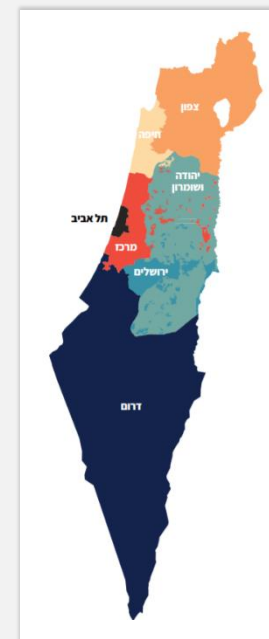 צפון
חיפה
יהודה
ושומרון
תל אביב
מרכז
ירושלים
דרום